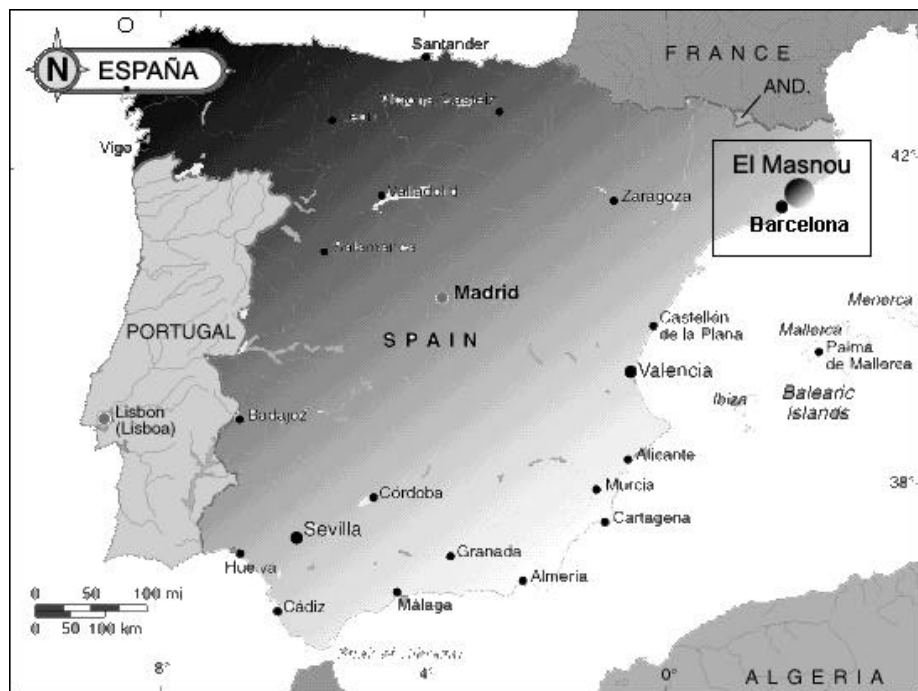 Santander
FRANCE
N ESPAÑA
AND.
Vigo
42°
El Masnou
Valladolid
Zaragoza
Barcelona
Salamanca
Madrid
Menorca
Castellón
de la Plana
Mallorca
PORTUGAL
SPAIN
Palma
de Mallorca
Valencia
Ibiza
Balearic
Islands
Lisbon
(Lisboa)
Badajoz
Alicante
38°
Murcia
Córdoba
Cartagena
Sevilla
Granada
Huelva
Almería
0 50 100 mi
Málaga
Cádiz
0 50 100 km
8°
4°
0°
ALGERIA